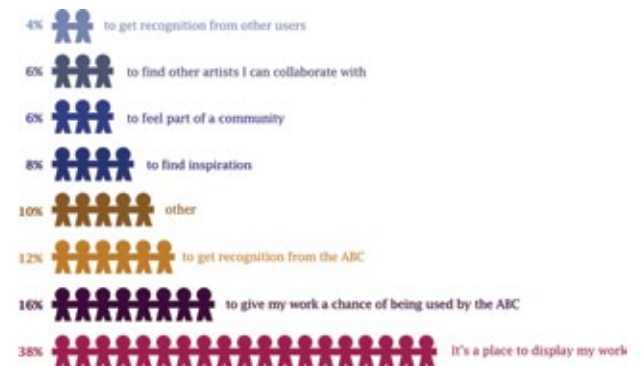 4% to get recognition from other users
6% to find other artists I can collaborate with
6% to feel part of a community
8% to find inspiration
10% other
12% to get recognition from the ABC
16% to give my work a chance of being used by the ABC
38% It's a place to display my work